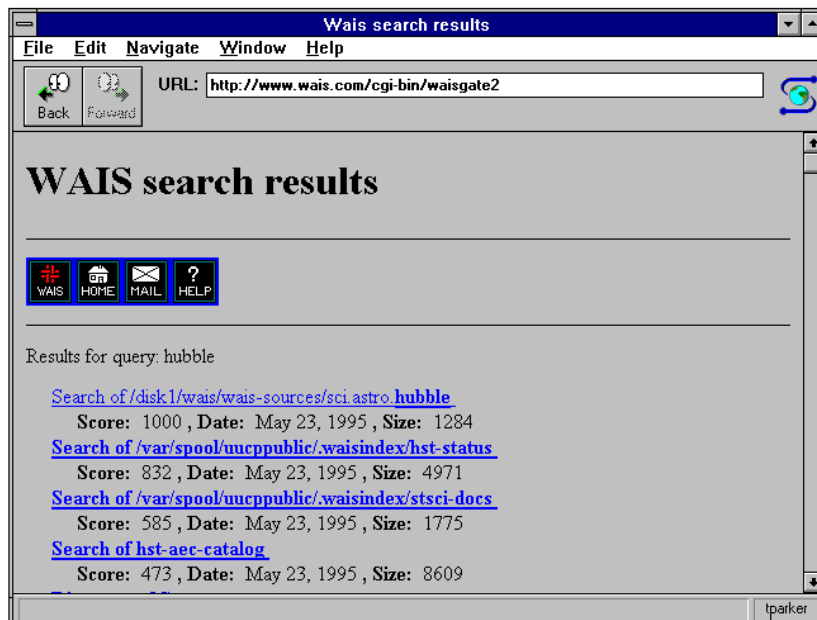 Wais search results
File Edit Navigate Window Help
Back Forward URL: http://www.wais.com/cgi-bin/waisgate2
WAIS search results
WAIS HOME MAIL ? HELP
Results for query: hubble
Search of /disk1/wais/wais-sources/sci.astro.hubble
Score: 1000 , Date: May 23, 1995 , Size: 1284
Search of /var/spool/uucppublic/.waisindex/hst-status
Score: 832 , Date: May 23, 1995 , Size: 4971
Search of /var/spool/uucppublic/.waisindex/stsci-docs
Score: 585 , Date: May 23, 1995 , Size: 1775
Search of hst-aec-catalog
Score: 473 , Date: May 23, 1995 , Size: 8609
tparker